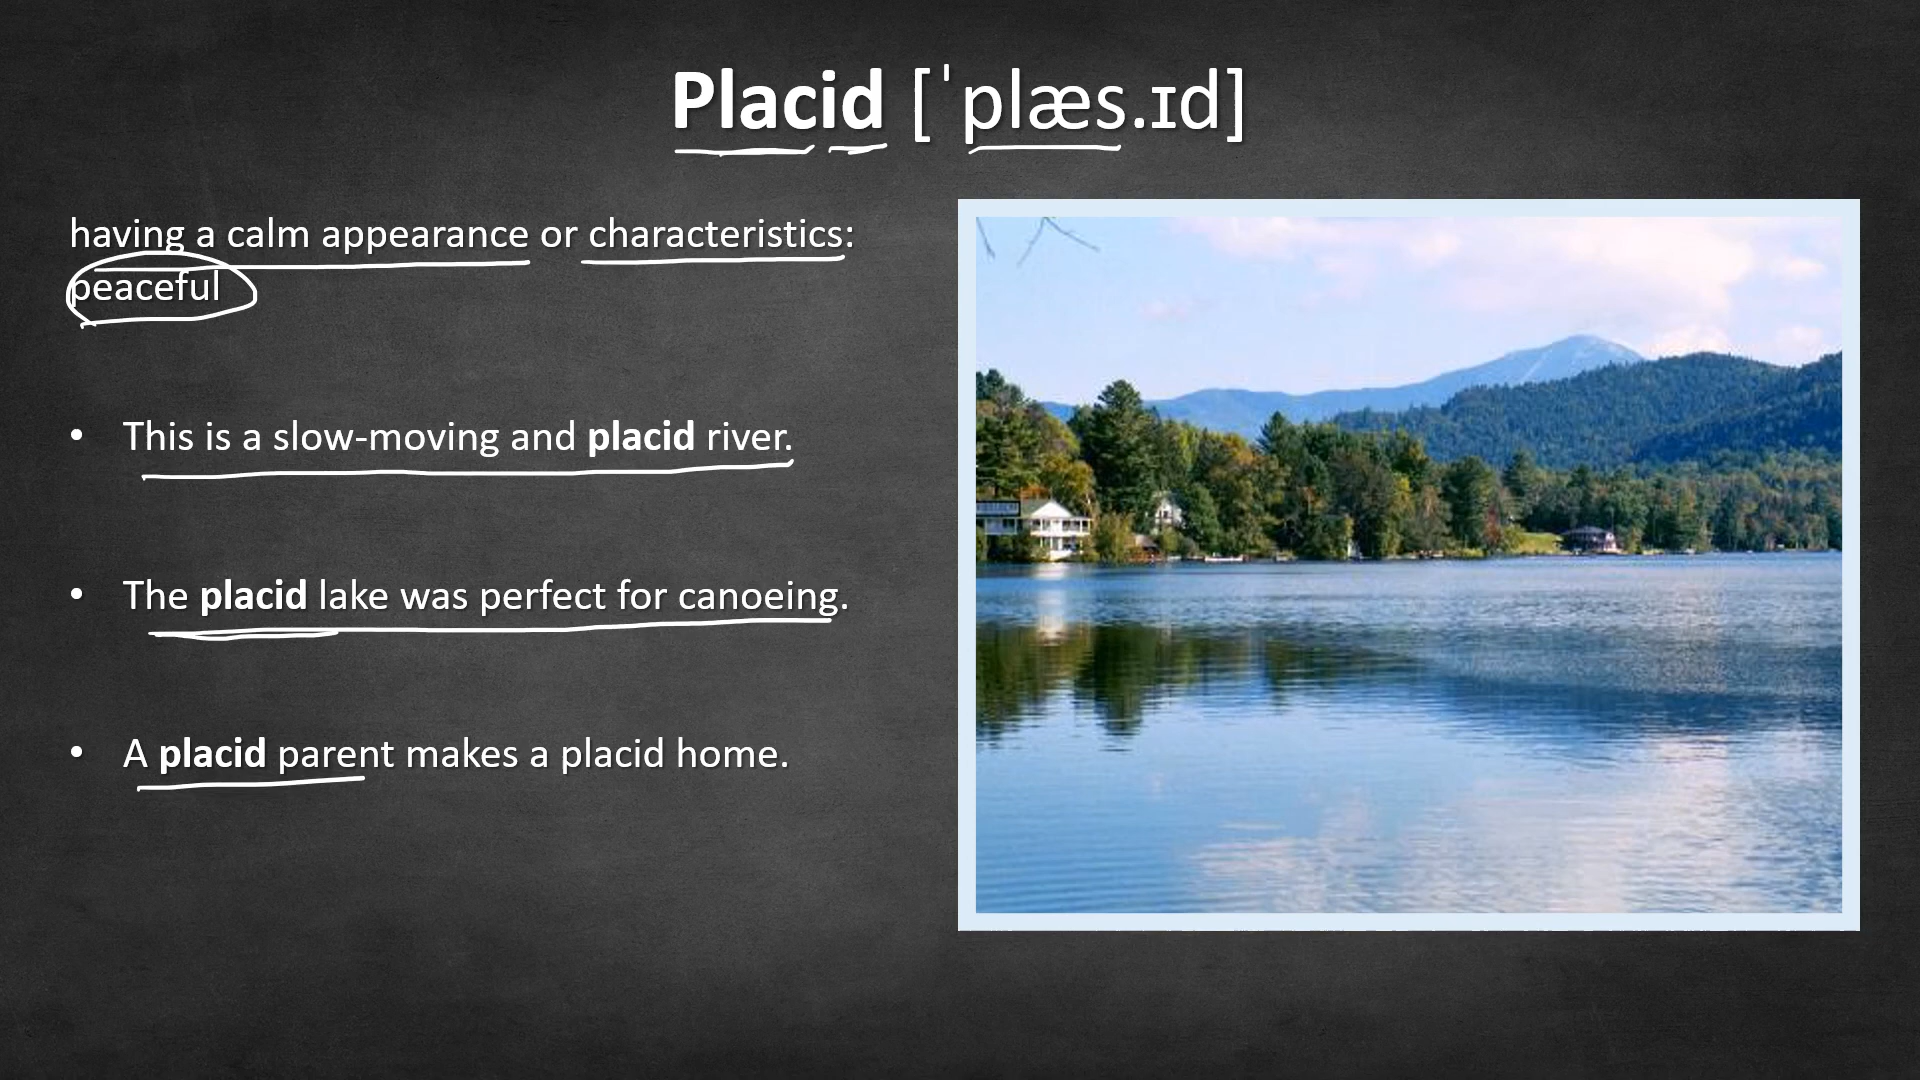 Placid [ˈplæs.ɪd]
having a calm appearance or characteristics:
peaceful
• This is a slow-moving and placid river.
• The placid lake was perfect for canoeing.
• A placid parent makes a placid home.